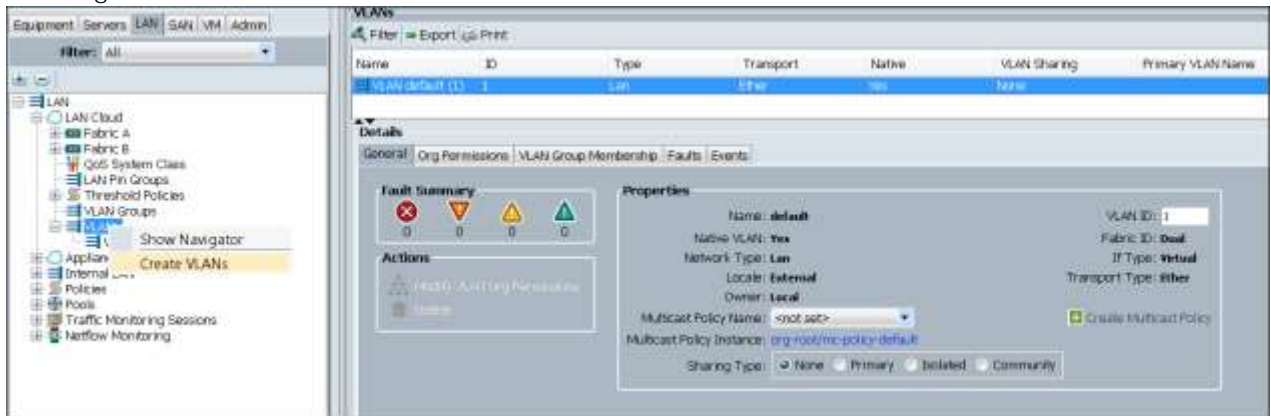 Equipment Servers LAN SAN VM Admin
Filter: All
LAN
LAN Cloud
Fabric A
Fabric B
QoS System Class
LAN Pin Groups
Threshold Policies
VLAN Groups
VLANs
Show Navigator
Create VLANs
Internal
Policies
Pools
Traffic Monitoring Sessions
Netflow Monitoring
VLANs
Filter Export Print
Name ID Type Transport Native VLAN Sharing Primary VLAN Name
VLAN default (1) 1 Lan Ether Yes None
Details
General Org Permissions VLAN Group Membership Faults Events
Fault Summary
0 0 0 0
Actions
Modify VLAN Org Permissions
Delete
Properties
Name: default VLAN ID: 1
Native VLAN: Yes Fabric ID: Dual
Network Type: Lan If Type: Virtual
Locale: External Transport Type: Ether
Owner: Local
Multicast Policy Name: <not set> Create Multicast Policy
Multicast Policy Instance: org-root/mc-policy-default
Sharing Type: None Primary Isolated Community